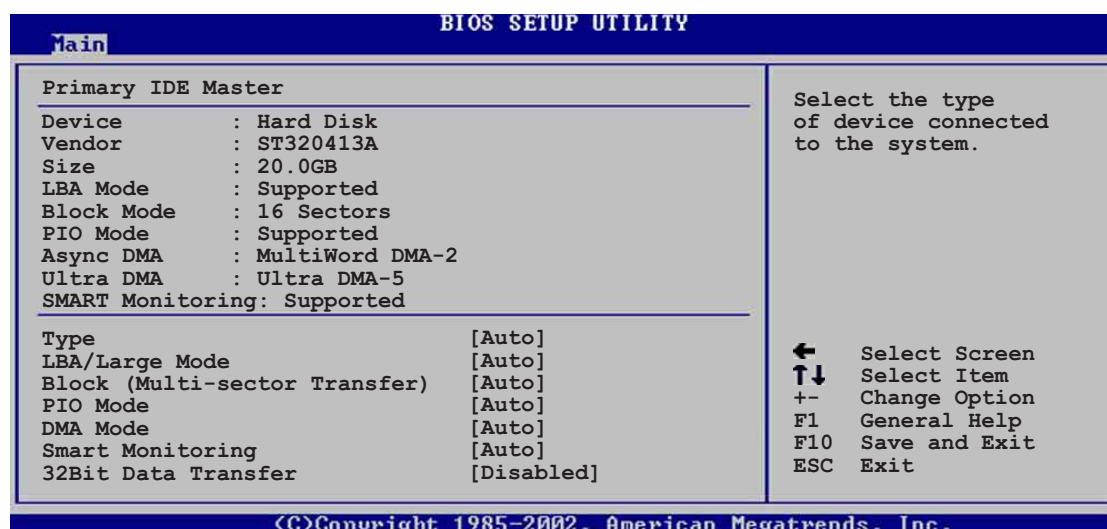 BIOS SETUP UTILITY
Main
Primary IDE Master
Device : Hard Disk
Vendor : ST320413A
Size : 20.0GB
LBA Mode : Supported
Block Mode : 16 Sectors
PIO Mode : Supported
Async DMA : MultiWord DMA-2
Ultra DMA : Ultra DMA-5
SMART Monitoring: Supported
Type [Auto]
LBA/Large Mode [Auto]
Block (Multi-sector Transfer) [Auto]
PIO Mode [Auto]
DMA Mode [Auto]
Smart Monitoring [Auto]
32Bit Data Transfer [Disabled]
Select the type
of device connected
to the system.
← Select Screen
↑↓ Select Item
+- Change Option
F1 General Help
F10 Save and Exit
ESC Exit
(C)Copyright 1985-2002, American Megatrends, Inc.